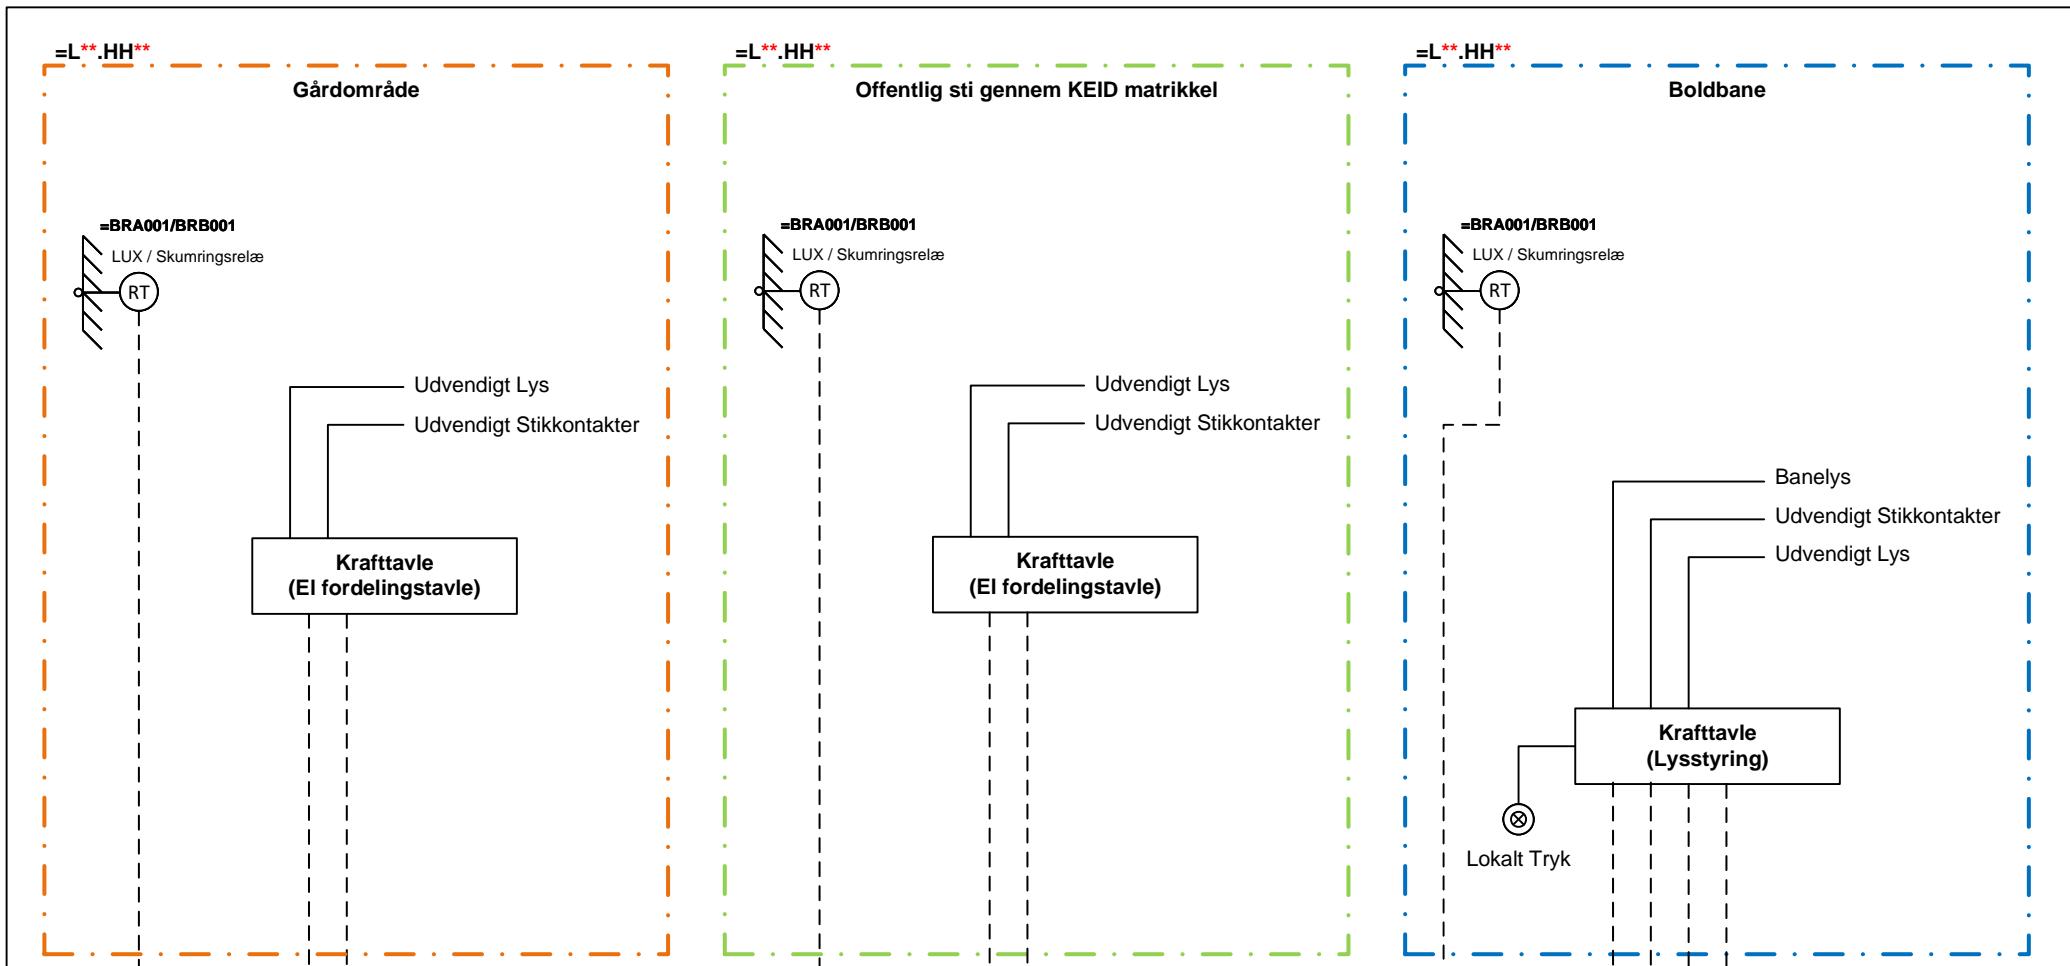 =L**.HH**
Gårdområde
=BRA001/BRB001
LUX / Skumringsrelæ
RT
Udvendigt Lys
Udvendigt Stikkontakter
Krafttavle
(El fordelingstavle)
=L**.HH**
Offentlig sti gennem KEID matrikkel
=BRA001/BRB001
LUX / Skumringsrelæ
RT
Udvendigt Lys
Udvendigt Stikkontakter
Krafttavle
(El fordelingstavle)
=L**.HH**
Boldbane
=BRA001/BRB001
LUX / Skumringsrelæ
RT
Banelys
Udvendigt Stikkontakter
Udvendigt Lys
Krafttavle
(Lysstyring)
Lokalt Tryk